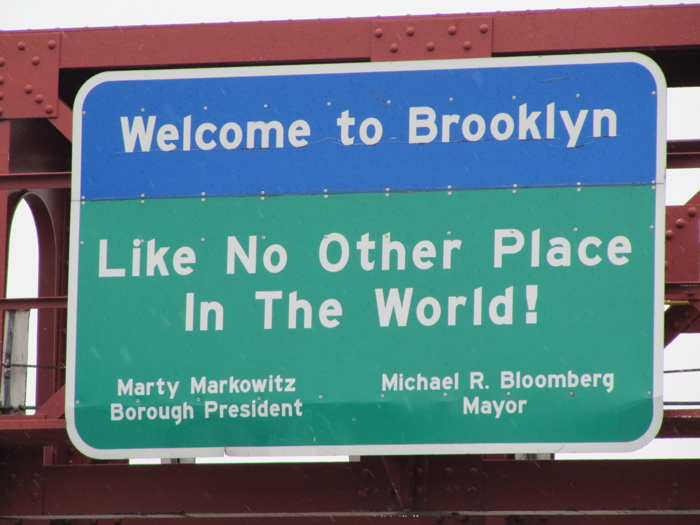 Welcome to Brooklyn
Like No Other Place
In The World!
Marty Markowitz
Borough President
Michael R. Bloomberg
Mayor